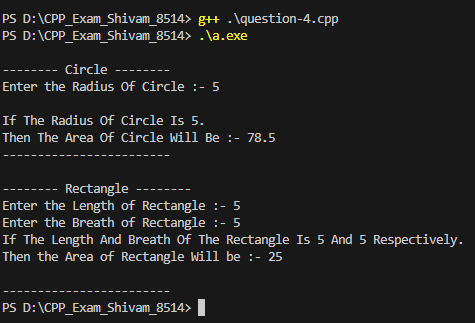 PS D:\CPP_Exam_Shivam_8514> g++ .\question-4.cpp
PS D:\CPP_Exam_Shivam_8514> .\a.exe
-------- Circle --------
Enter the Radius Of Circle :- 5
If The Radius Of Circle Is 5.
Then The Area Of Circle Will Be :- 78.5
------------------------
-------- Rectangle --------
Enter the Length of Rectangle :- 5
Enter the Breath of Rectangle :- 5
If The Length And Breath Of The Rectangle Is 5 And 5 Respectively.
Then the Area of Rectangle Will be :- 25
------------------------
PS D:\CPP_Exam_Shivam_8514>